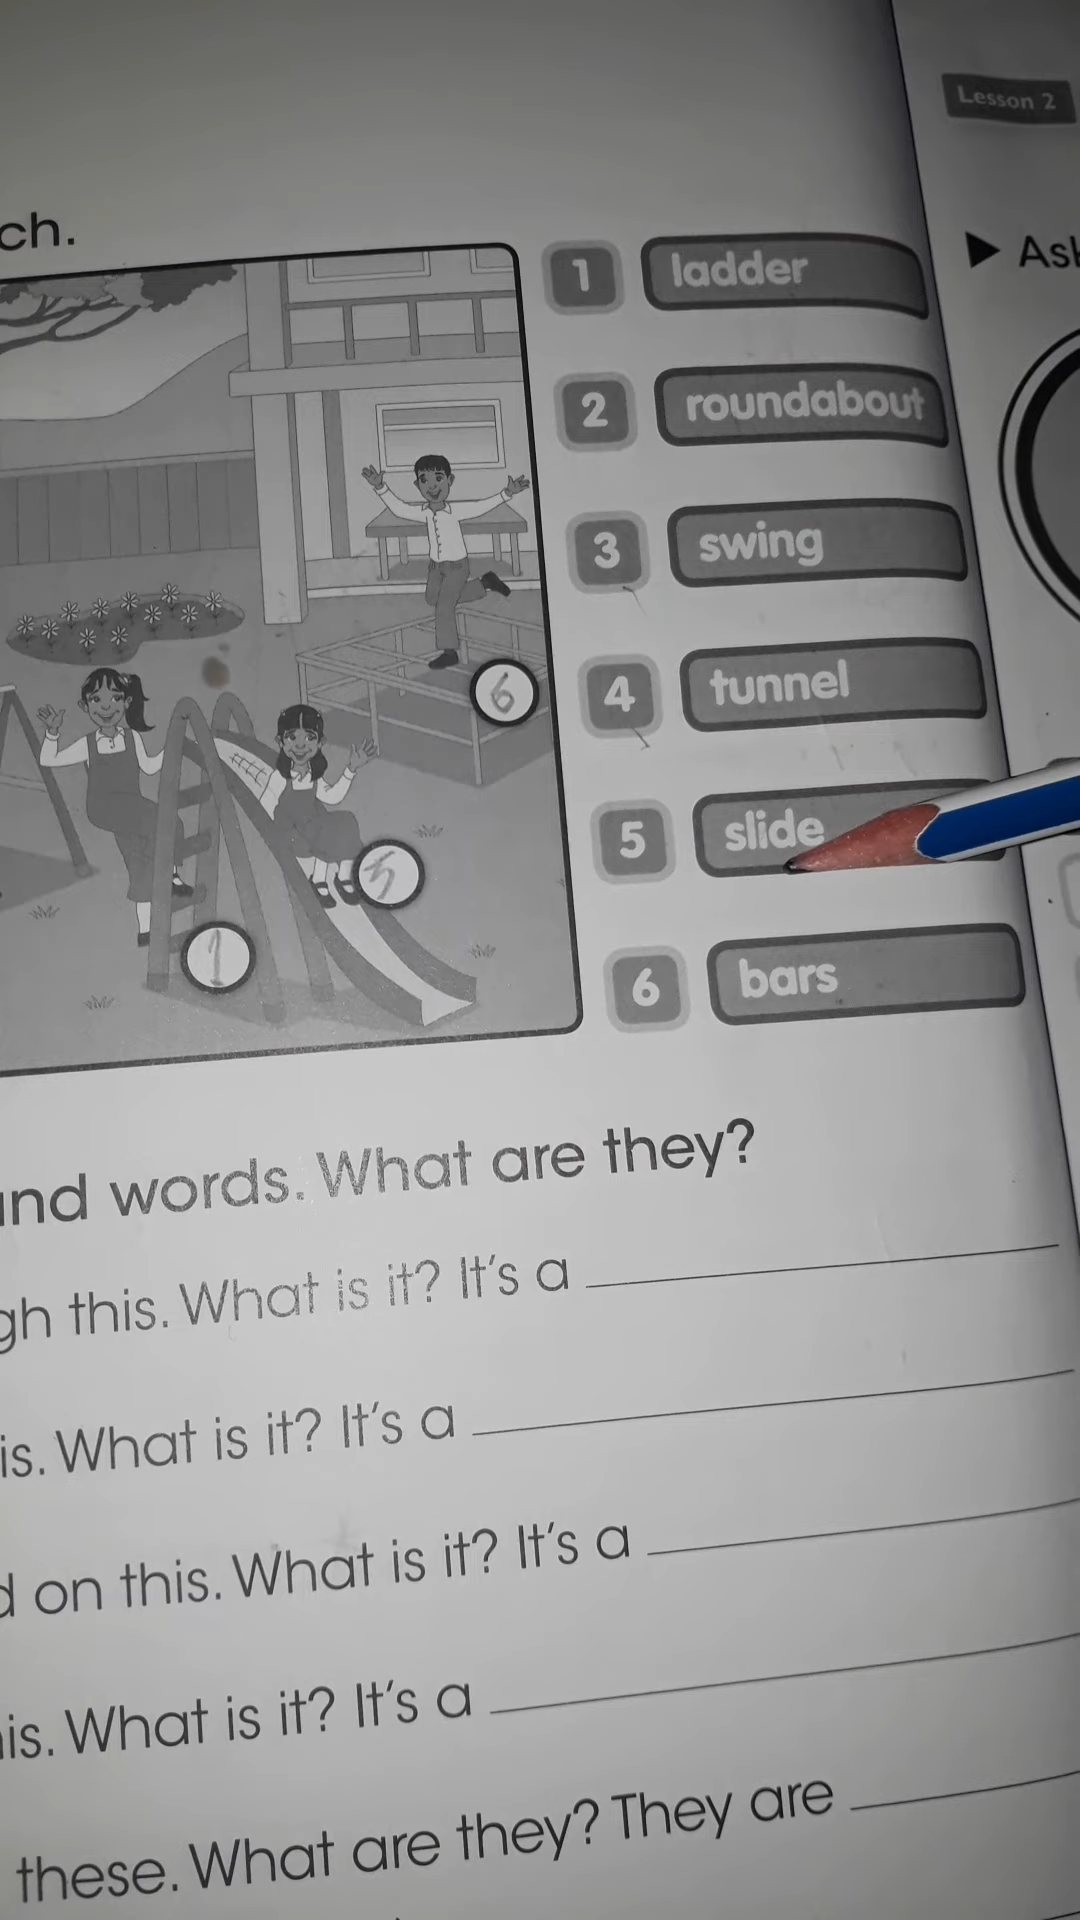 Lesson 2
ch.
1 ladder
2 roundabout
3 swing
4 tunnel
5 slide
6 bars
6
5
1
and words. What are they?
gh this. What is it? It's a
is. What is it? It's a
d on this. What is it? It's a
is. What is it? It's a
these. What are they? They are